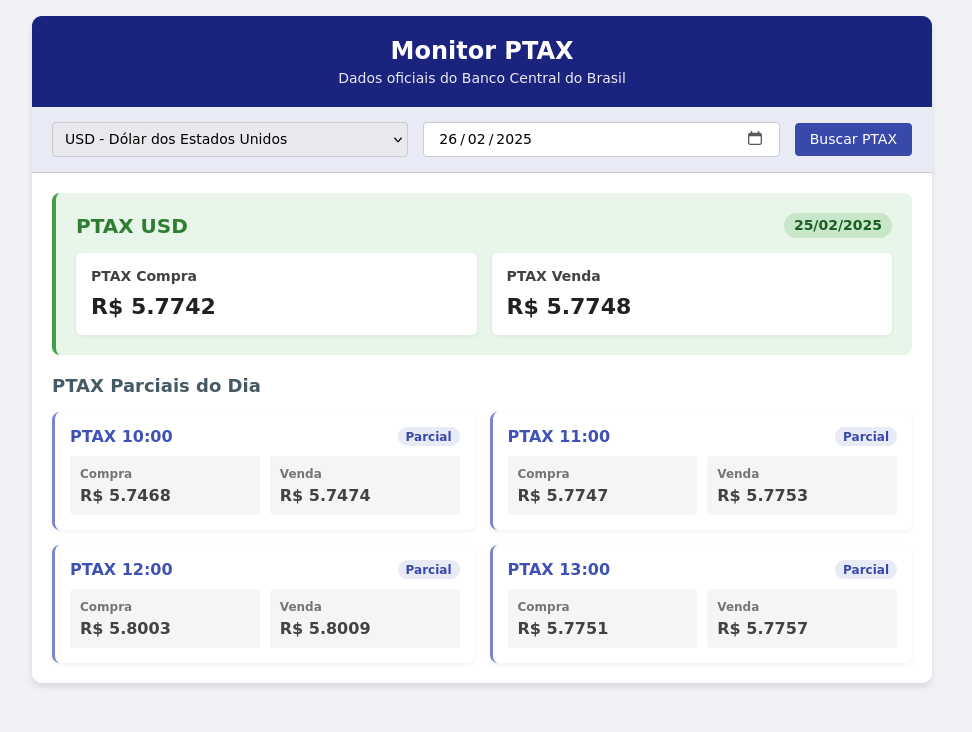 Monitor PTAX
Dados oficiais do Banco Central do Brasil
USD - Dólar dos Estados Unidos
26/02/2025
Buscar PTAX
PTAX USD
25/02/2025
PTAX Compra
R$ 5.7742
PTAX Venda
R$ 5.7748
PTAX Parciais do Dia
PTAX 10:00
Parcial
Compra
R$ 5.7468
Venda
R$ 5.7474
PTAX 11:00
Parcial
Compra
R$ 5.7747
Venda
R$ 5.7753
PTAX 12:00
Parcial
Compra
R$ 5.8003
Venda
R$ 5.8009
PTAX 13:00
Parcial
Compra
R$ 5.7751
Venda
R$ 5.7757